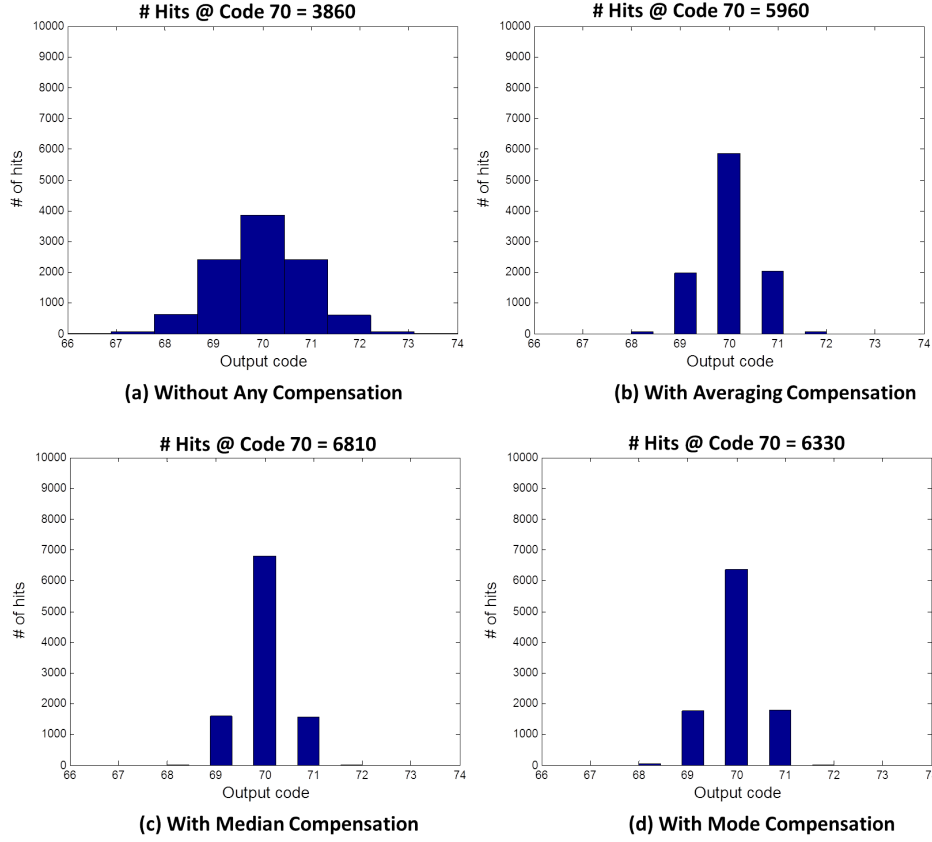 # Hits @ Code 70 = 3860
10000
9000
8000
7000
6000
5000
4000
3000
2000
1000
0
# of hits
66 67 68 69 70 71 72 73 74
Output code
(a) Without Any Compensation
# Hits @ Code 70 = 5960
10000
9000
8000
7000
6000
5000
4000
3000
2000
1000
0
# of hits
66 67 68 69 70 71 72 73 74
Output code
(b) With Averaging Compensation
# Hits @ Code 70 = 6810
10000
9000
8000
7000
6000
5000
4000
3000
2000
1000
0
# of hits
66 67 68 69 70 71 72 73 74
Output code
(c) With Median Compensation
# Hits @ Code 70 = 6330
10000
9000
8000
7000
6000
5000
4000
3000
2000
1000
0
# of hits
66 67 68 69 70 71 72 73 7
Output code
(d) With Mode Compensation